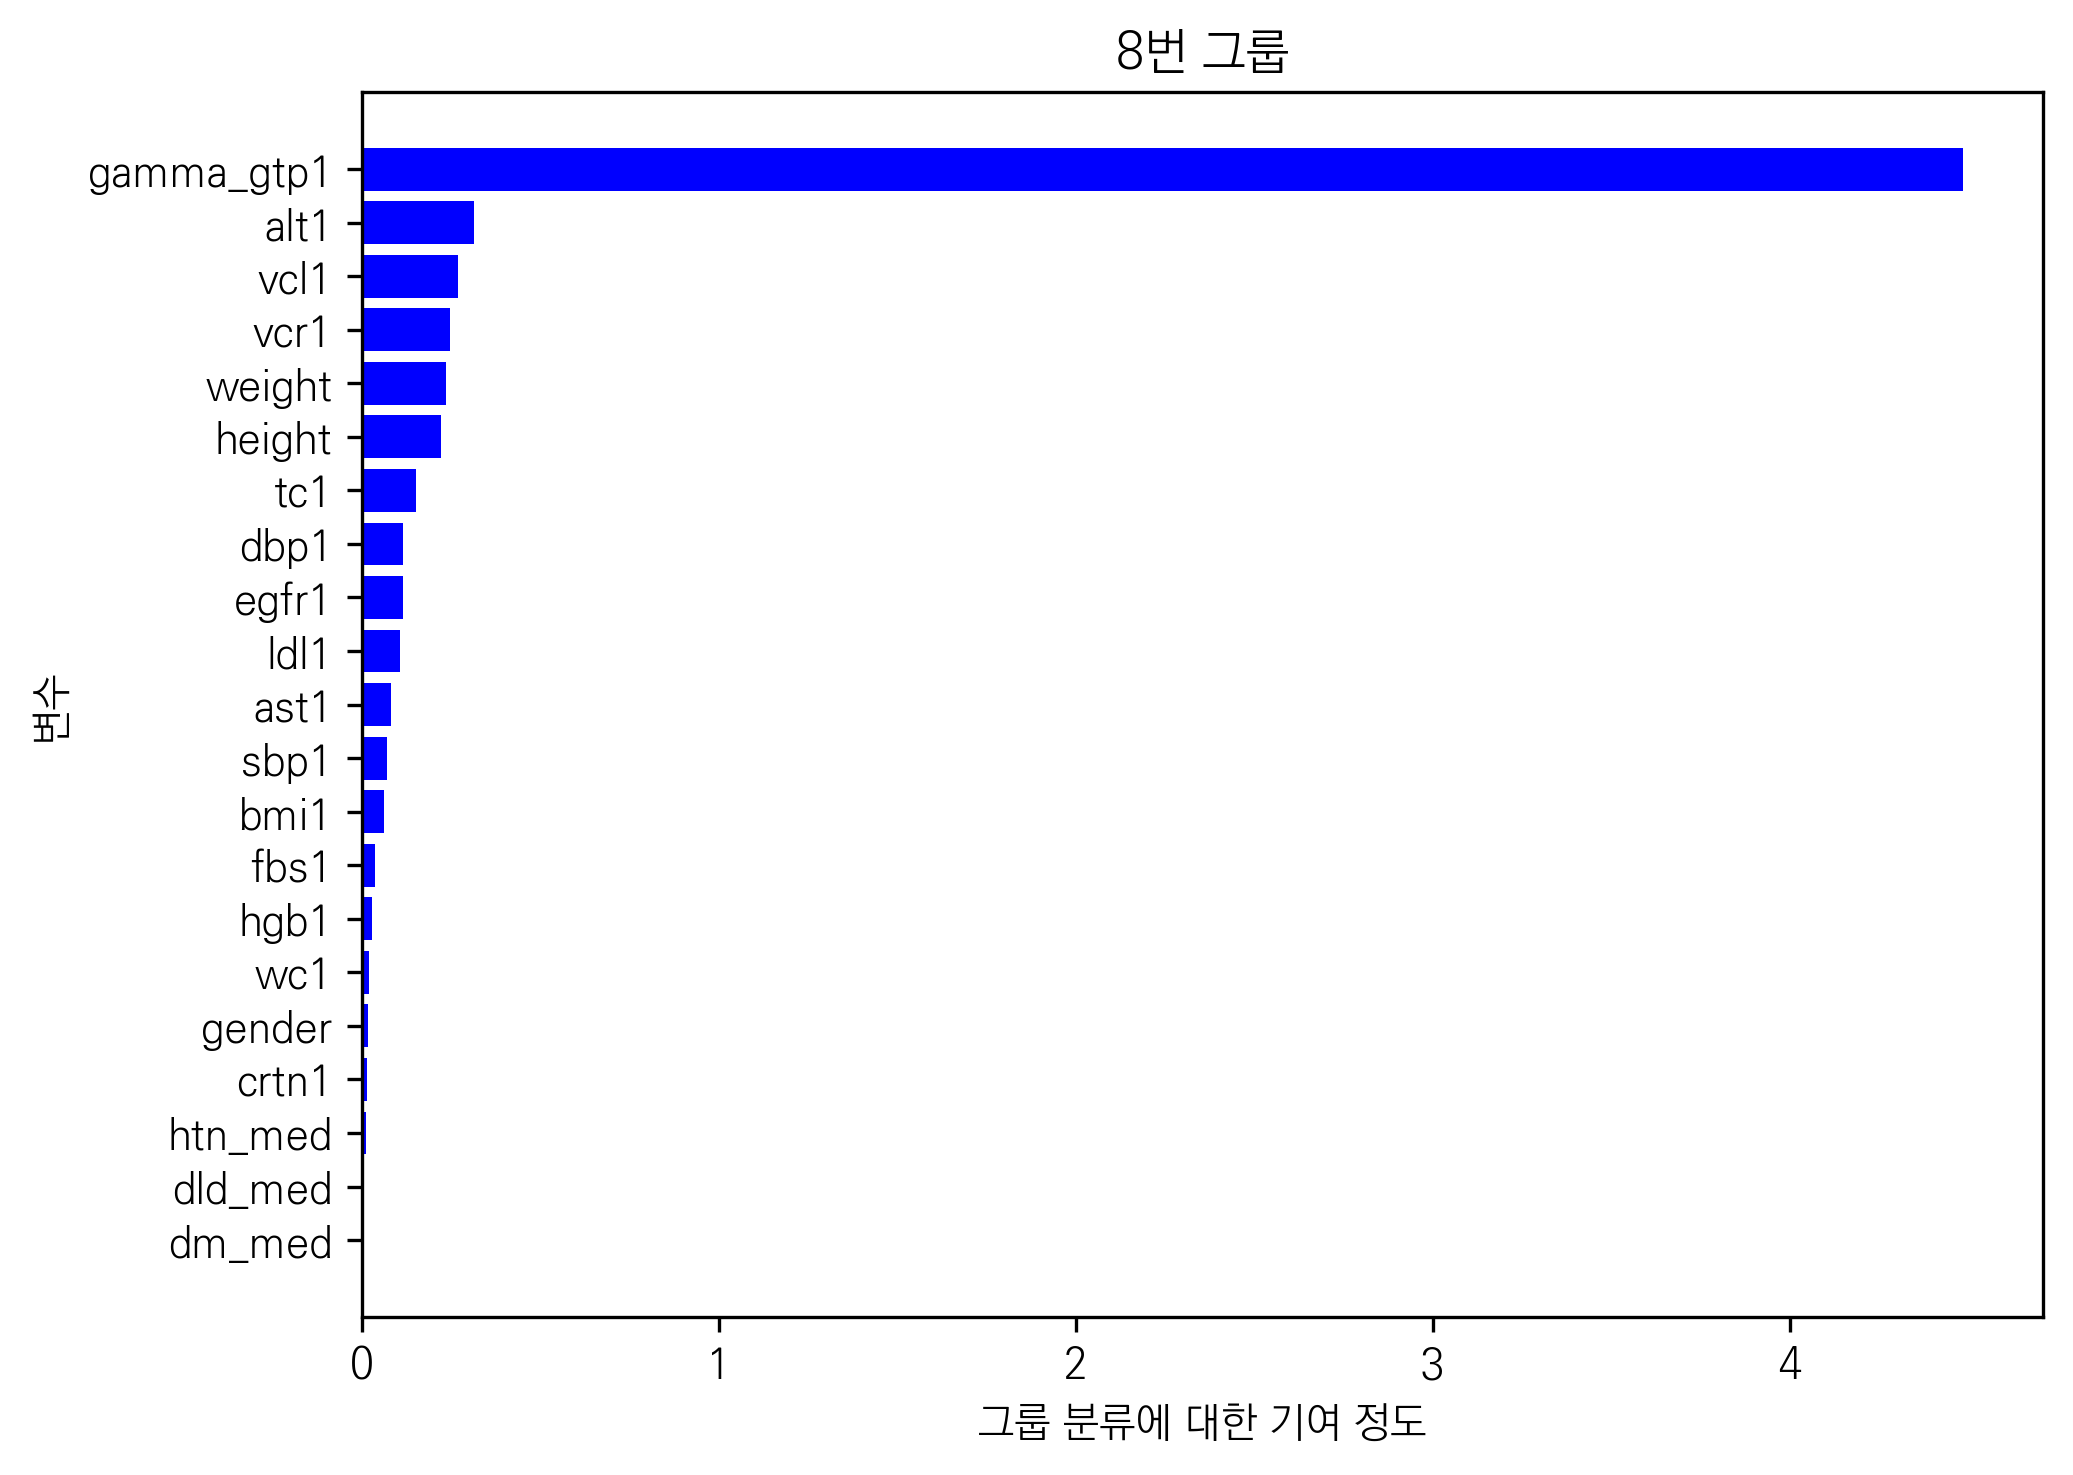 8번 그룹
gamma_gtp1
alt1
vcl1
vcr1
weight
height
tc1
dbp1
egfr1
ldl1
ast1
sbp1
bmi1
fbs1
hgb1
wc1
gender
crtn1
htn_med
dld_med
dm_med
변수
0 1 2 3 4
그룹 분류에 대한 기여 정도